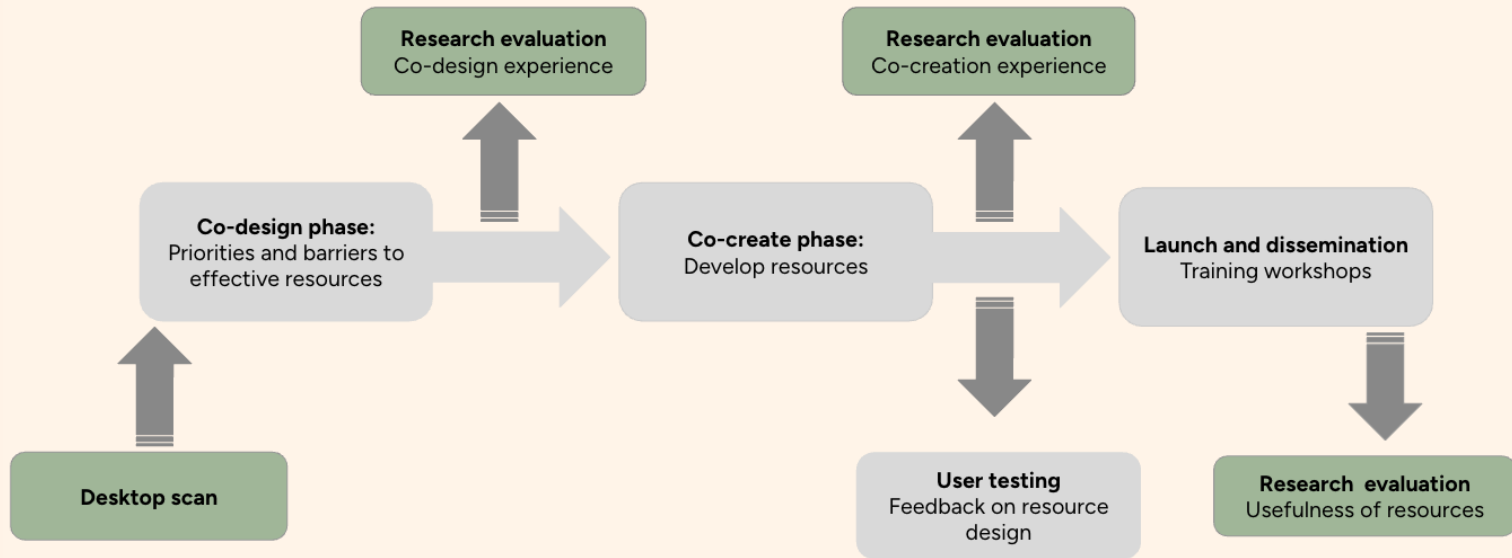 Research evaluation
Co-design experience
Research evaluation
Co-creation experience
Co-design phase:
Priorities and barriers to
effective resources
Co-create phase:
Develop resources
Launch and dissemination
Training workshops
Desktop scan
User testing
Feedback on resource
design
Research  evaluation
Usefulness of resources